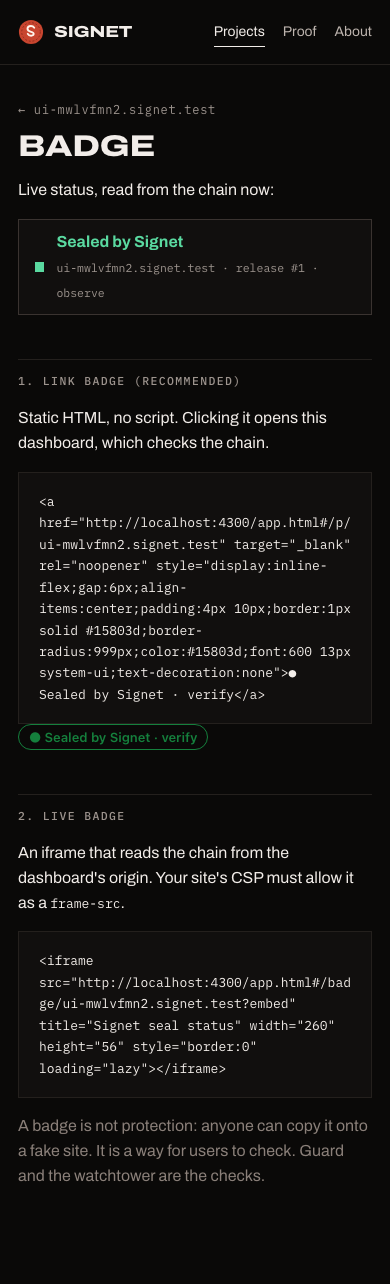 S SIGNET Projects Proof About
← ui-mwlvfmn2.signet.test
BADGE
Live status, read from the chain now:
Sealed by Signet
ui-mwlvfmn2.signet.test · release #1 ·
observe
1. LINK BADGE (RECOMMENDED)
Static HTML, no script. Clicking it opens this
dashboard, which checks the chain.
<a
href="http://localhost:4300/app.html#/p/
ui-mwlvfmn2.signet.test" target="_blank"
rel="noopener" style="display:inline-
flex;gap:6px;align-
items:center;padding:4px 10px;border:1px
solid #15803d;border-
radius:999px;color:#15803d;font:600 13px
system-ui;text-decoration:none">●
Sealed by Signet · verify</a>
● Sealed by Signet · verify
2. LIVE BADGE
An iframe that reads the chain from the
dashboard's origin. Your site's CSP must allow it
as a frame-src.
<iframe
src="http://localhost:4300/app.html#/bad
ge/ui-mwlvfmn2.signet.test?embed"
title="Signet seal status" width="260"
height="56" style="border:0"
loading="lazy"></iframe>
A badge is not protection: anyone can copy it onto
a fake site. It is a way for users to check. Guard
and the watchtower are the checks.